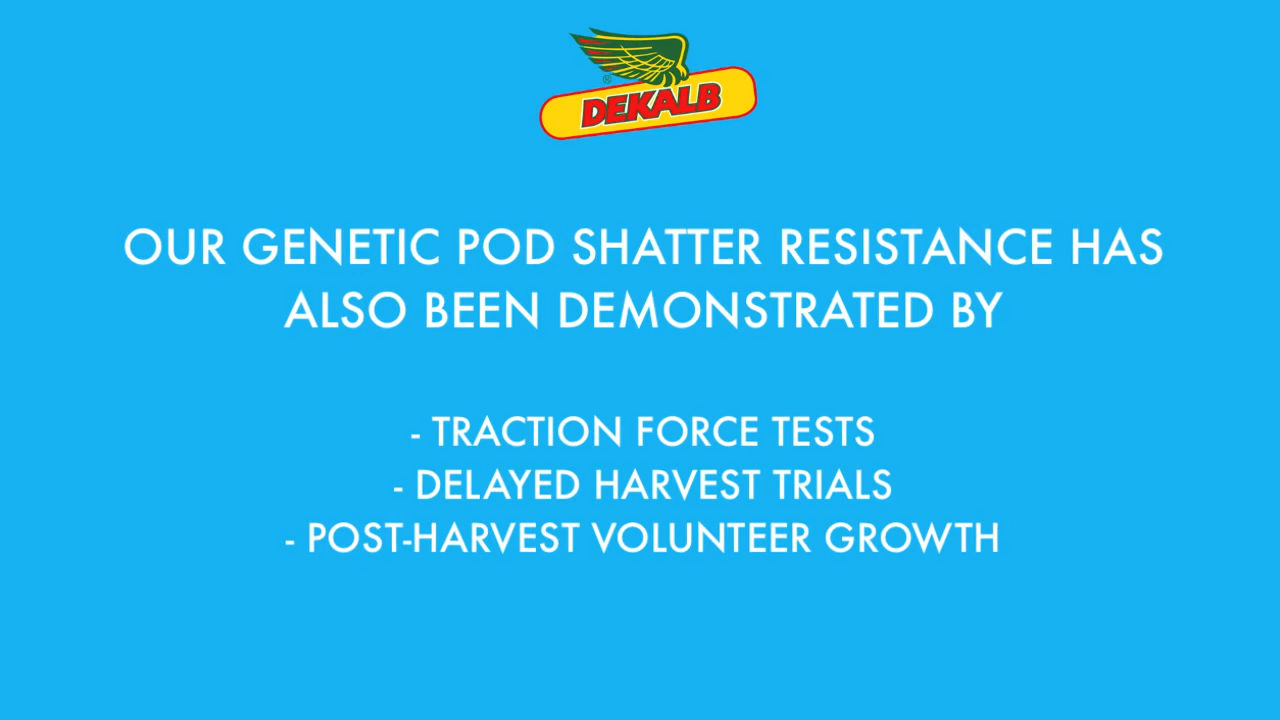 DEKALB
®
OUR GENETIC POD SHATTER RESISTANCE HAS
ALSO BEEN DEMONSTRATED BY
- TRACTION FORCE TESTS
- DELAYED HARVEST TRIALS
- POST-HARVEST VOLUNTEER GROWTH